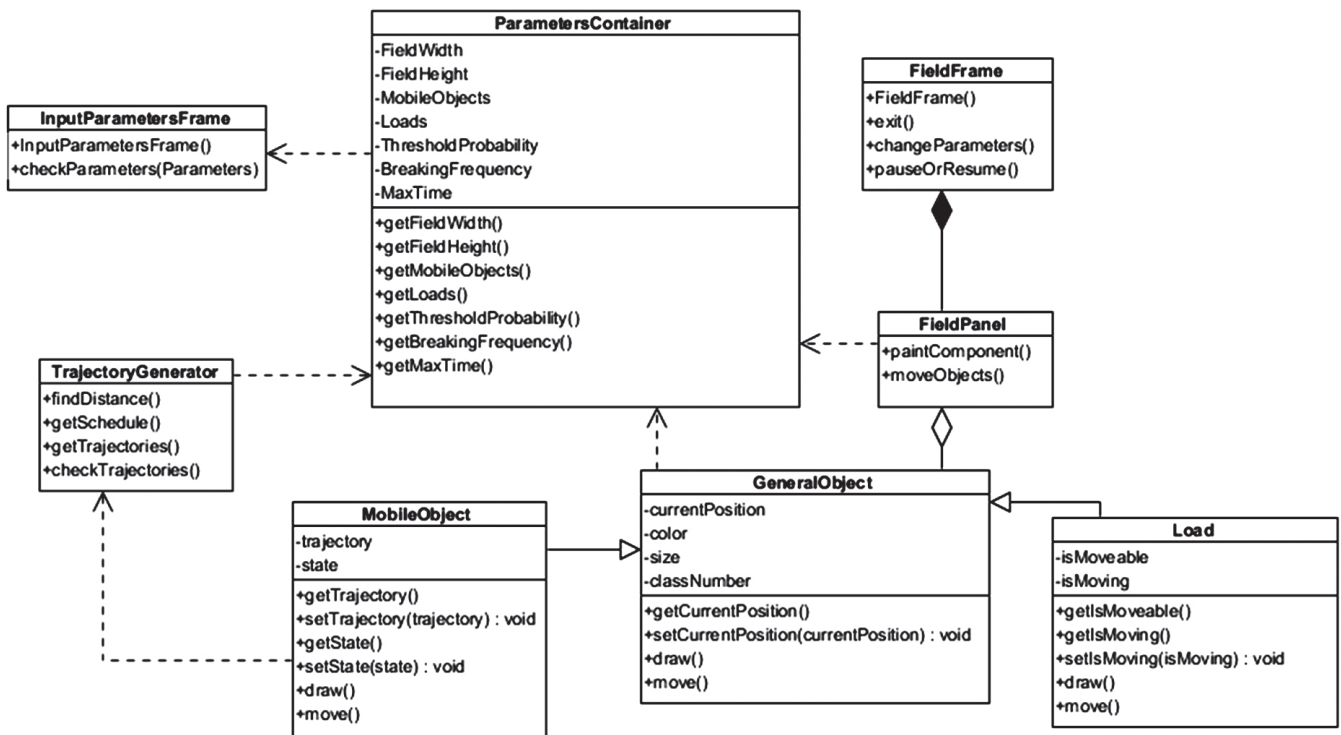 ParametersContainer
-FieldWidth
-FieldHeight
-MobileObjects
-Loads
-ThresholdProbability
-BreakingFrequency
-MaxTime
+getFieldWidth()
+getFieldHeight()
+getMobileObjects()
+getLoads()
+getThresholdProbability()
+getBreakingFrequency()
+getMaxTime()
InputParametersFrame
+InputParametersFrame()
+checkParameters(Parameters)
FieldFrame
+FieldFrame()
+exit()
+changeParameters()
+pauseOrResume()
FieldPanel
+paintComponent()
+moveObjects()
TrajectoryGenerator
+findDistance()
+getSchedule()
+getTrajectories()
+checkTrajectories()
MobileObject
-trajectory
-state
+getTrajectory()
+setTrajectory(trajectory) : void
+getState()
+setState(state) : void
+draw()
+move()
GeneralObject
-currentPosition
-color
-size
-classNumber
+getCurrentPosition()
+setCurrentPosition(currentPosition) : void
+draw()
+move()
Load
-isMoveable
-isMoving
+getIsMoveable()
+getIsMoving()
+setIsMoving(isMoving) : void
+draw()
+move()